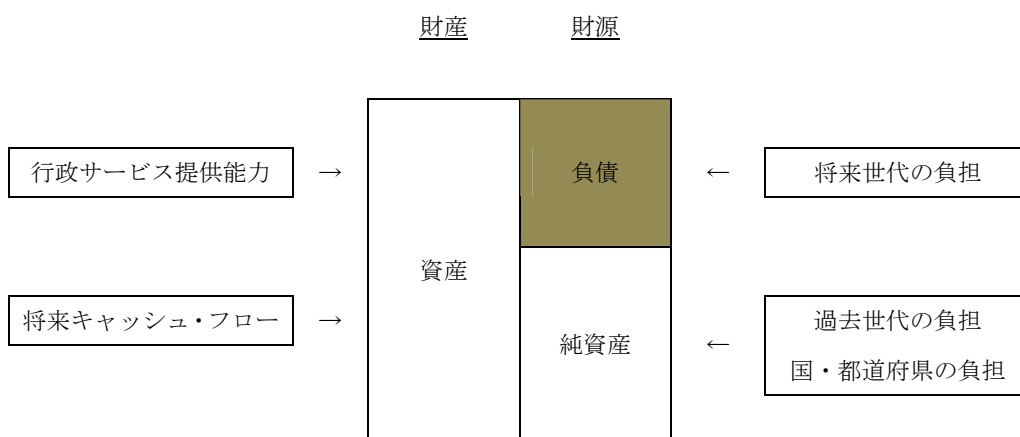 財産
財源
行政サービス提供能力
→
負債
←
将来世代の負担
資産
将来キャッシュ・フロー
→
純資産
←
過去世代の負担
国・都道府県の負担